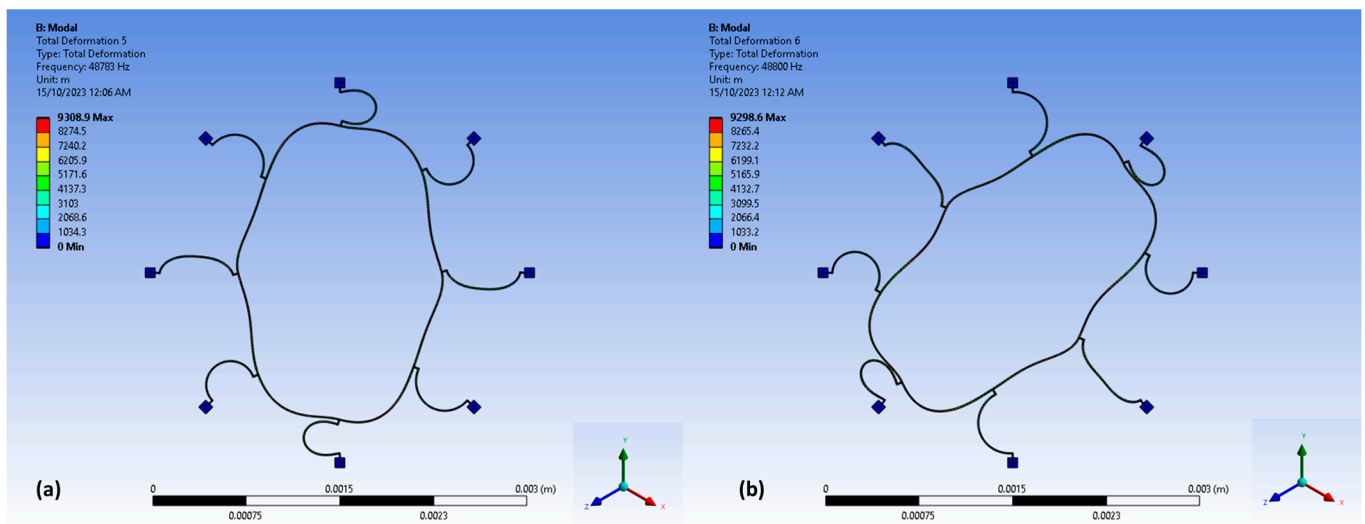 B: Modal
Total Deformation 5
Type: Total Deformation
Frequency: 48783 Hz
Unit: m
15/10/2023 12:06 AM
9308.9 Max
8274.5
7240.2
6205.9
5171.6
4137.3
3103
2068.6
1034.3
0 Min
(a)
0 0.0015 0.003 (m)
0.00075 0.0023
Y
Z X
B: Modal
Total Deformation 6
Type: Total Deformation
Frequency: 48800 Hz
Unit: m
15/10/2023 12:12 AM
9298.6 Max
8265.4
7232.2
6199.1
5165.9
4132.7
3099.5
2066.4
1033.2
0 Min
(b)
0 0.0015 0.003 (m)
0.00075 0.0023
Y
Z X